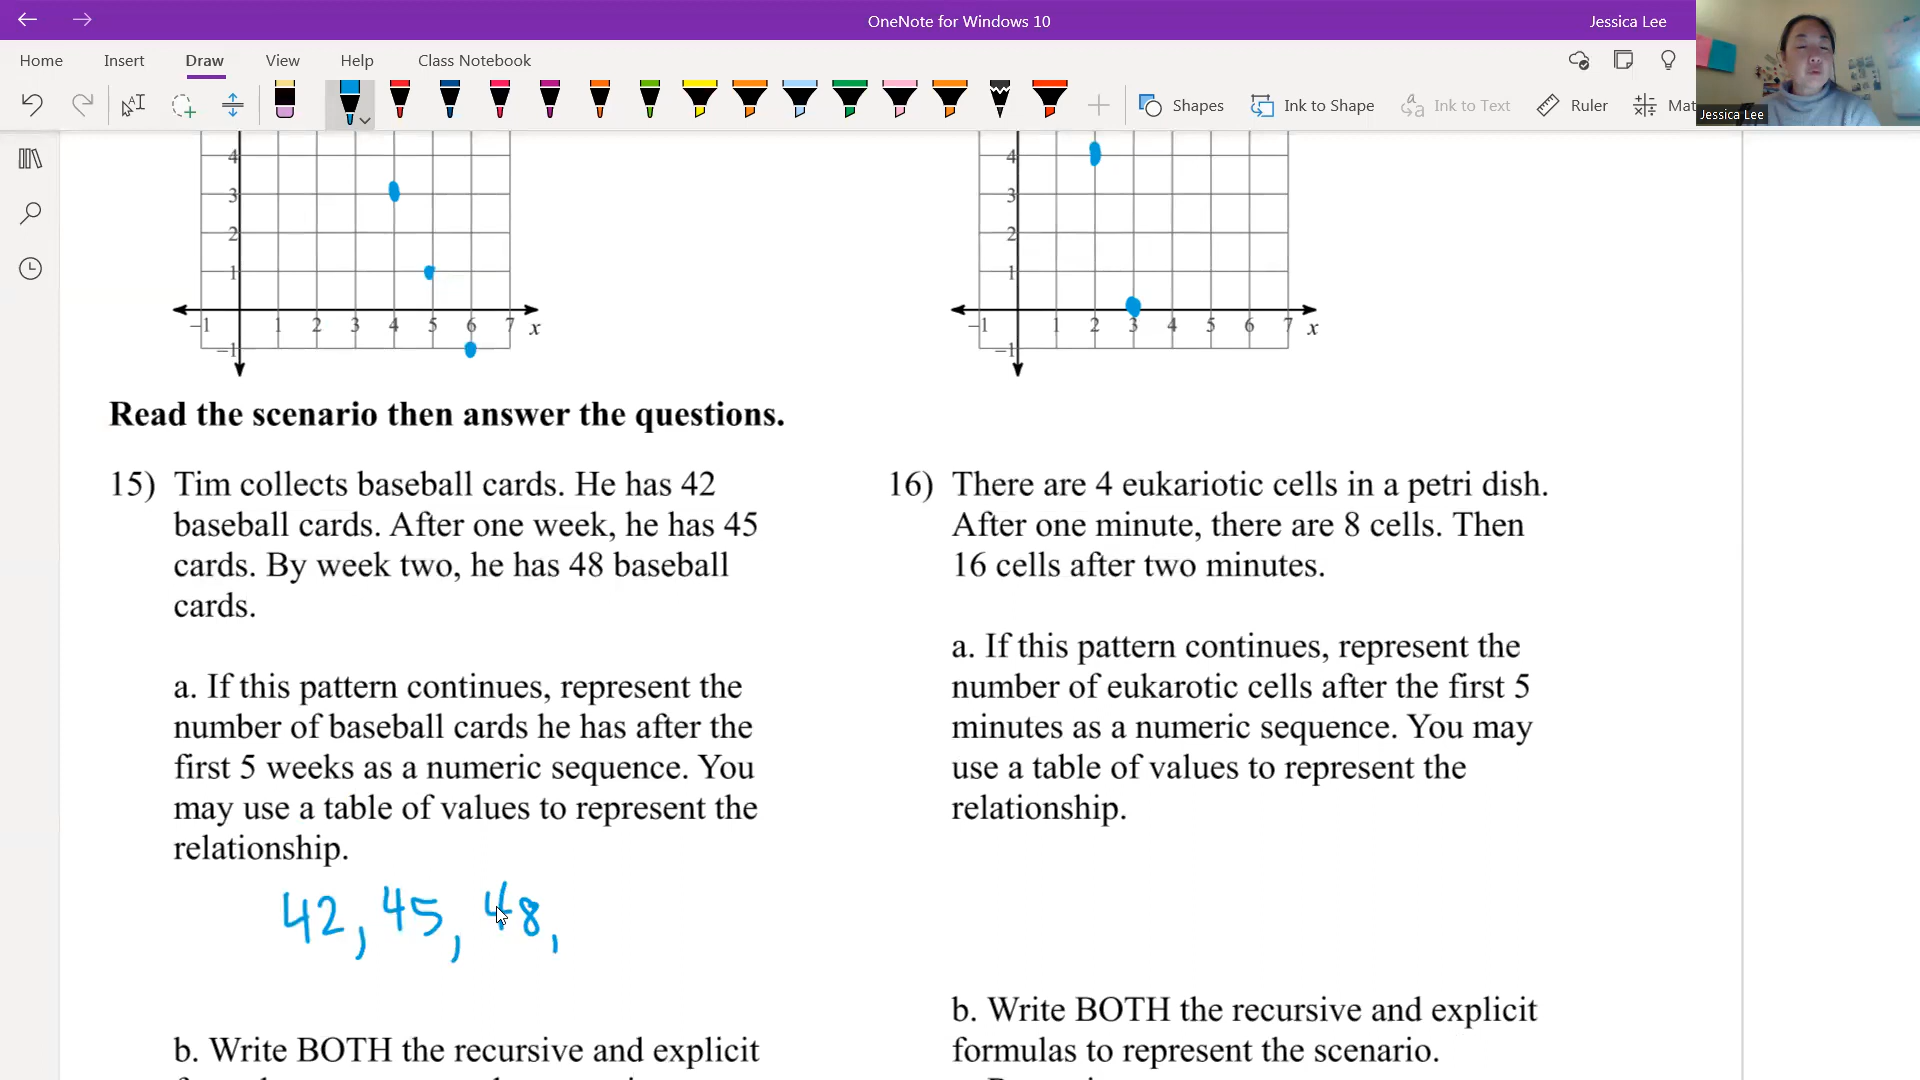 OneNote for Windows 10
Jessica Lee
Home Insert Draw View Help Class Notebook
Shapes Ink to Shape Ink to Text Ruler Mat
Jessica Lee
4
3
2
1
-1 1 2 3 4 5 6 7 x
-1
4
3
2
1
-1 1 2 3 4 5 6 7 x
-1
Read the scenario then answer the questions.
15) Tim collects baseball cards. He has 42
baseball cards. After one week, he has 45
cards. By week two, he has 48 baseball
cards.
a. If this pattern continues, represent the
number of baseball cards he has after the
first 5 weeks as a numeric sequence. You
may use a table of values to represent the
relationship.
42, 45, 48,
b. Write BOTH the recursive and explicit
16) There are 4 eukariotic cells in a petri dish.
After one minute, there are 8 cells. Then
16 cells after two minutes.
a. If this pattern continues, represent the
number of eukarotic cells after the first 5
minutes as a numeric sequence. You may
use a table of values to represent the
relationship.
b. Write BOTH the recursive and explicit
formulas to represent the scenario.